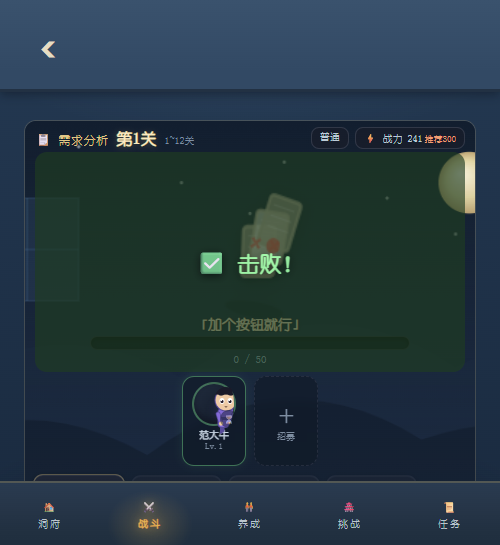 需求分析 第1关 1~12关 普通 战力 241 推荐300
击败!
「加个按钮就行」
0 / 50
范大牛
Lv.1
招募
洞府 战斗 养成 挑战 任务